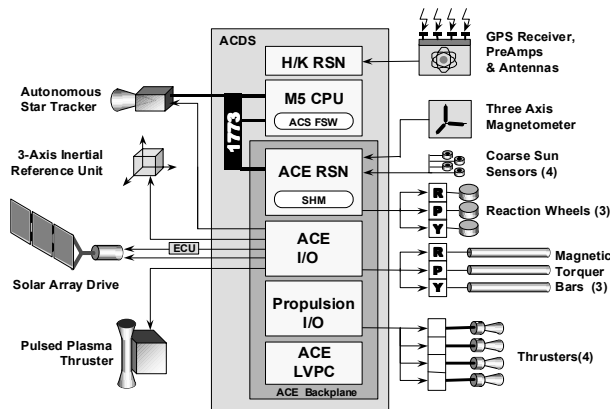 ACDS
GPS Receiver,
PreAmps
& Antennas
H/K RSN
Autonomous
Star Tracker
M5 CPU
ACS FSW
1773
Three Axis
Magnetometer
3-Axis Inertial
Reference Unit
ACE RSN
SHM
Coarse Sun
Sensors (4)
R
P
Y
Reaction Wheels (3)
ECU
ACE
I/O
Solar Array Drive
R
P
Y
Magnetic
Torquer
Bars (3)
Propulsion
I/O
Pulsed Plasma
Thruster
Thrusters(4)
ACE
LVPC
ACE Backplane